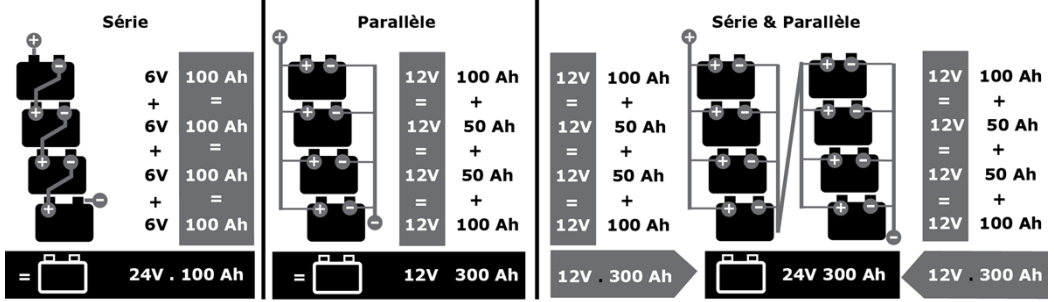 Série
6V 100 Ah
+ =
6V 100 Ah
+ =
6V 100 Ah
+ =
6V 100 Ah
= 24V . 100 Ah
Parallèle
12V 100 Ah
= +
12V 50 Ah
= +
12V 50 Ah
= +
12V 100 Ah
= 12V 300 Ah
Série & Parallèle
12V 100 Ah
= +
12V 50 Ah
= +
12V 50 Ah
= +
12V 100 Ah
12V . 300 Ah
24V 300 Ah
12V 100 Ah
= +
12V 50 Ah
= +
12V 50 Ah
= +
12V 100 Ah
12V . 300 Ah